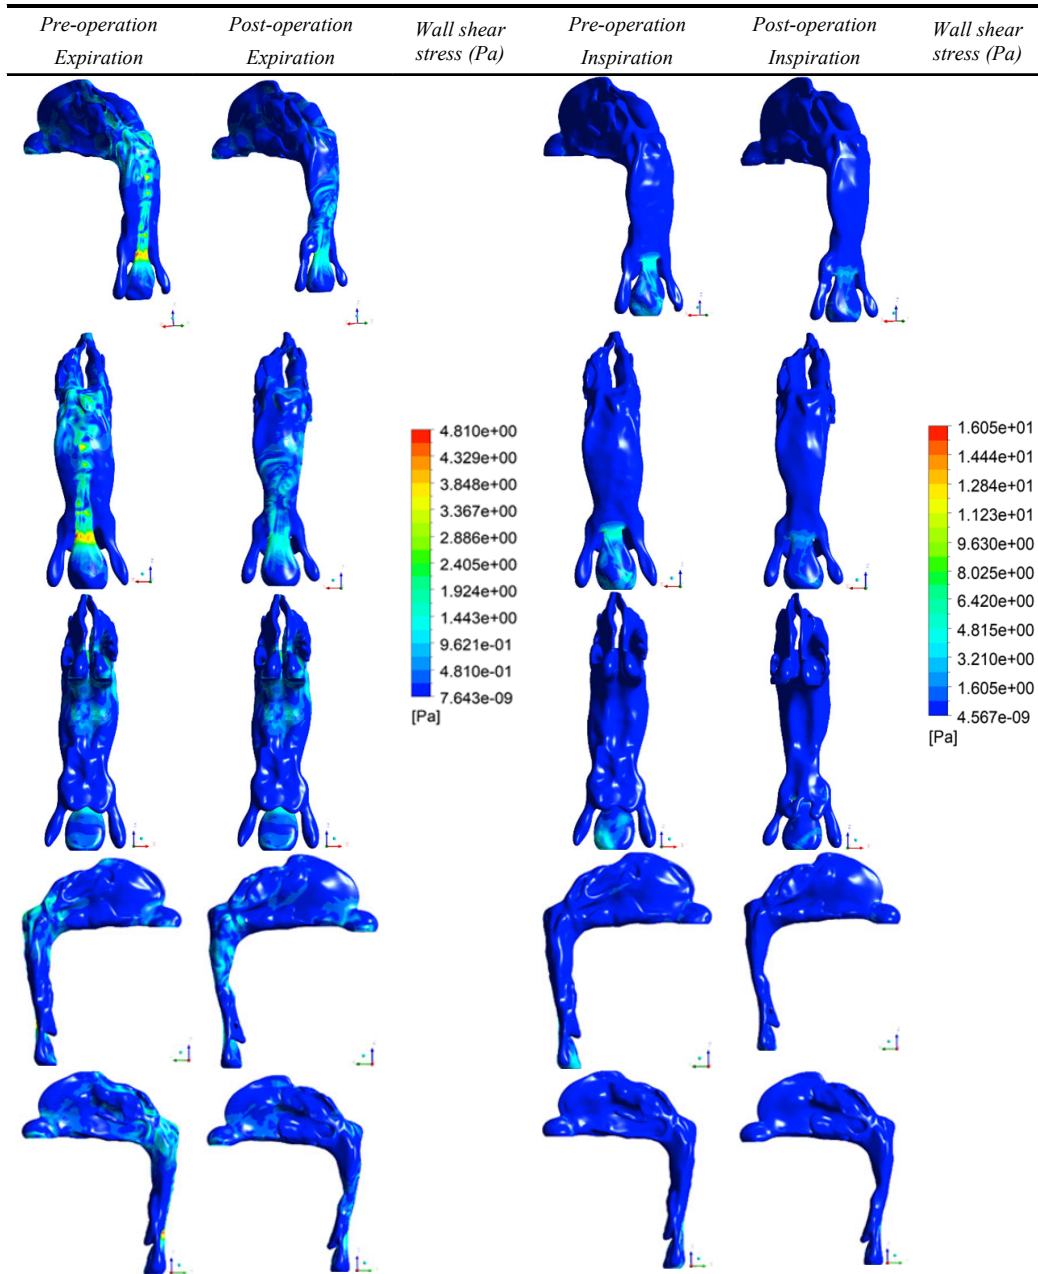 Pre-operation
Expiration
Post-operation
Expiration
Wall shear
stress (Pa)
Pre-operation
Inspiration
Post-operation
Inspiration
Wall shear
stress (Pa)
4.810e+00
4.329e+00
3.848e+00
3.367e+00
2.886e+00
2.405e+00
1.924e+00
1.443e+00
9.621e-01
4.810e-01
7.643e-09
[Pa]
1.605e+01
1.444e+01
1.284e+01
1.123e+01
9.630e+00
8.025e+00
6.420e+00
4.815e+00
3.210e+00
1.605e+00
4.567e-09
[Pa]